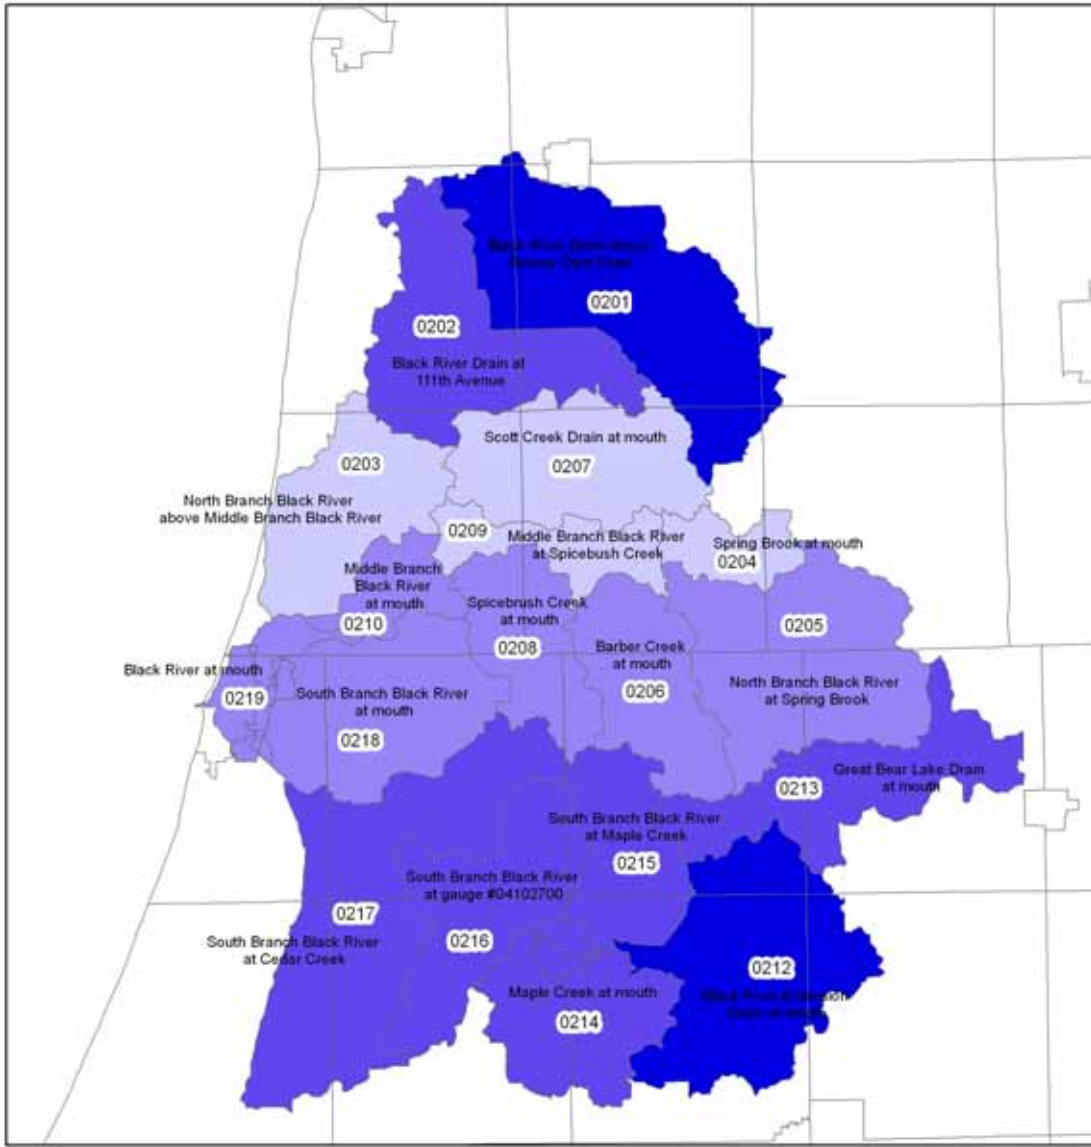 0201
0202
Black River Drain at
111th Avenue
Scott Creek Drain at mouth
0207
0203
North Branch Black River
above Middle Branch Black River
0209
Middle Branch Black River
at Spicebush Creek
Spring Brook at mouth
0204
Middle Branch
Black River
at mouth
0210
Spicebrush Creek
at mouth
0208
0205
Barber Creek
at mouth
0206
North Branch Black River
at Spring Brook
Black River at mouth
0219
South Branch Black River
at mouth
0218
Great Bear Lake Drain
at mouth
0213
South Branch Black River
at Maple Creek
0215
South Branch Black River
at gauge #04102700
0216
0217
South Branch Black River
at Cedar Creek
0212
Maple Creek at mouth
0214